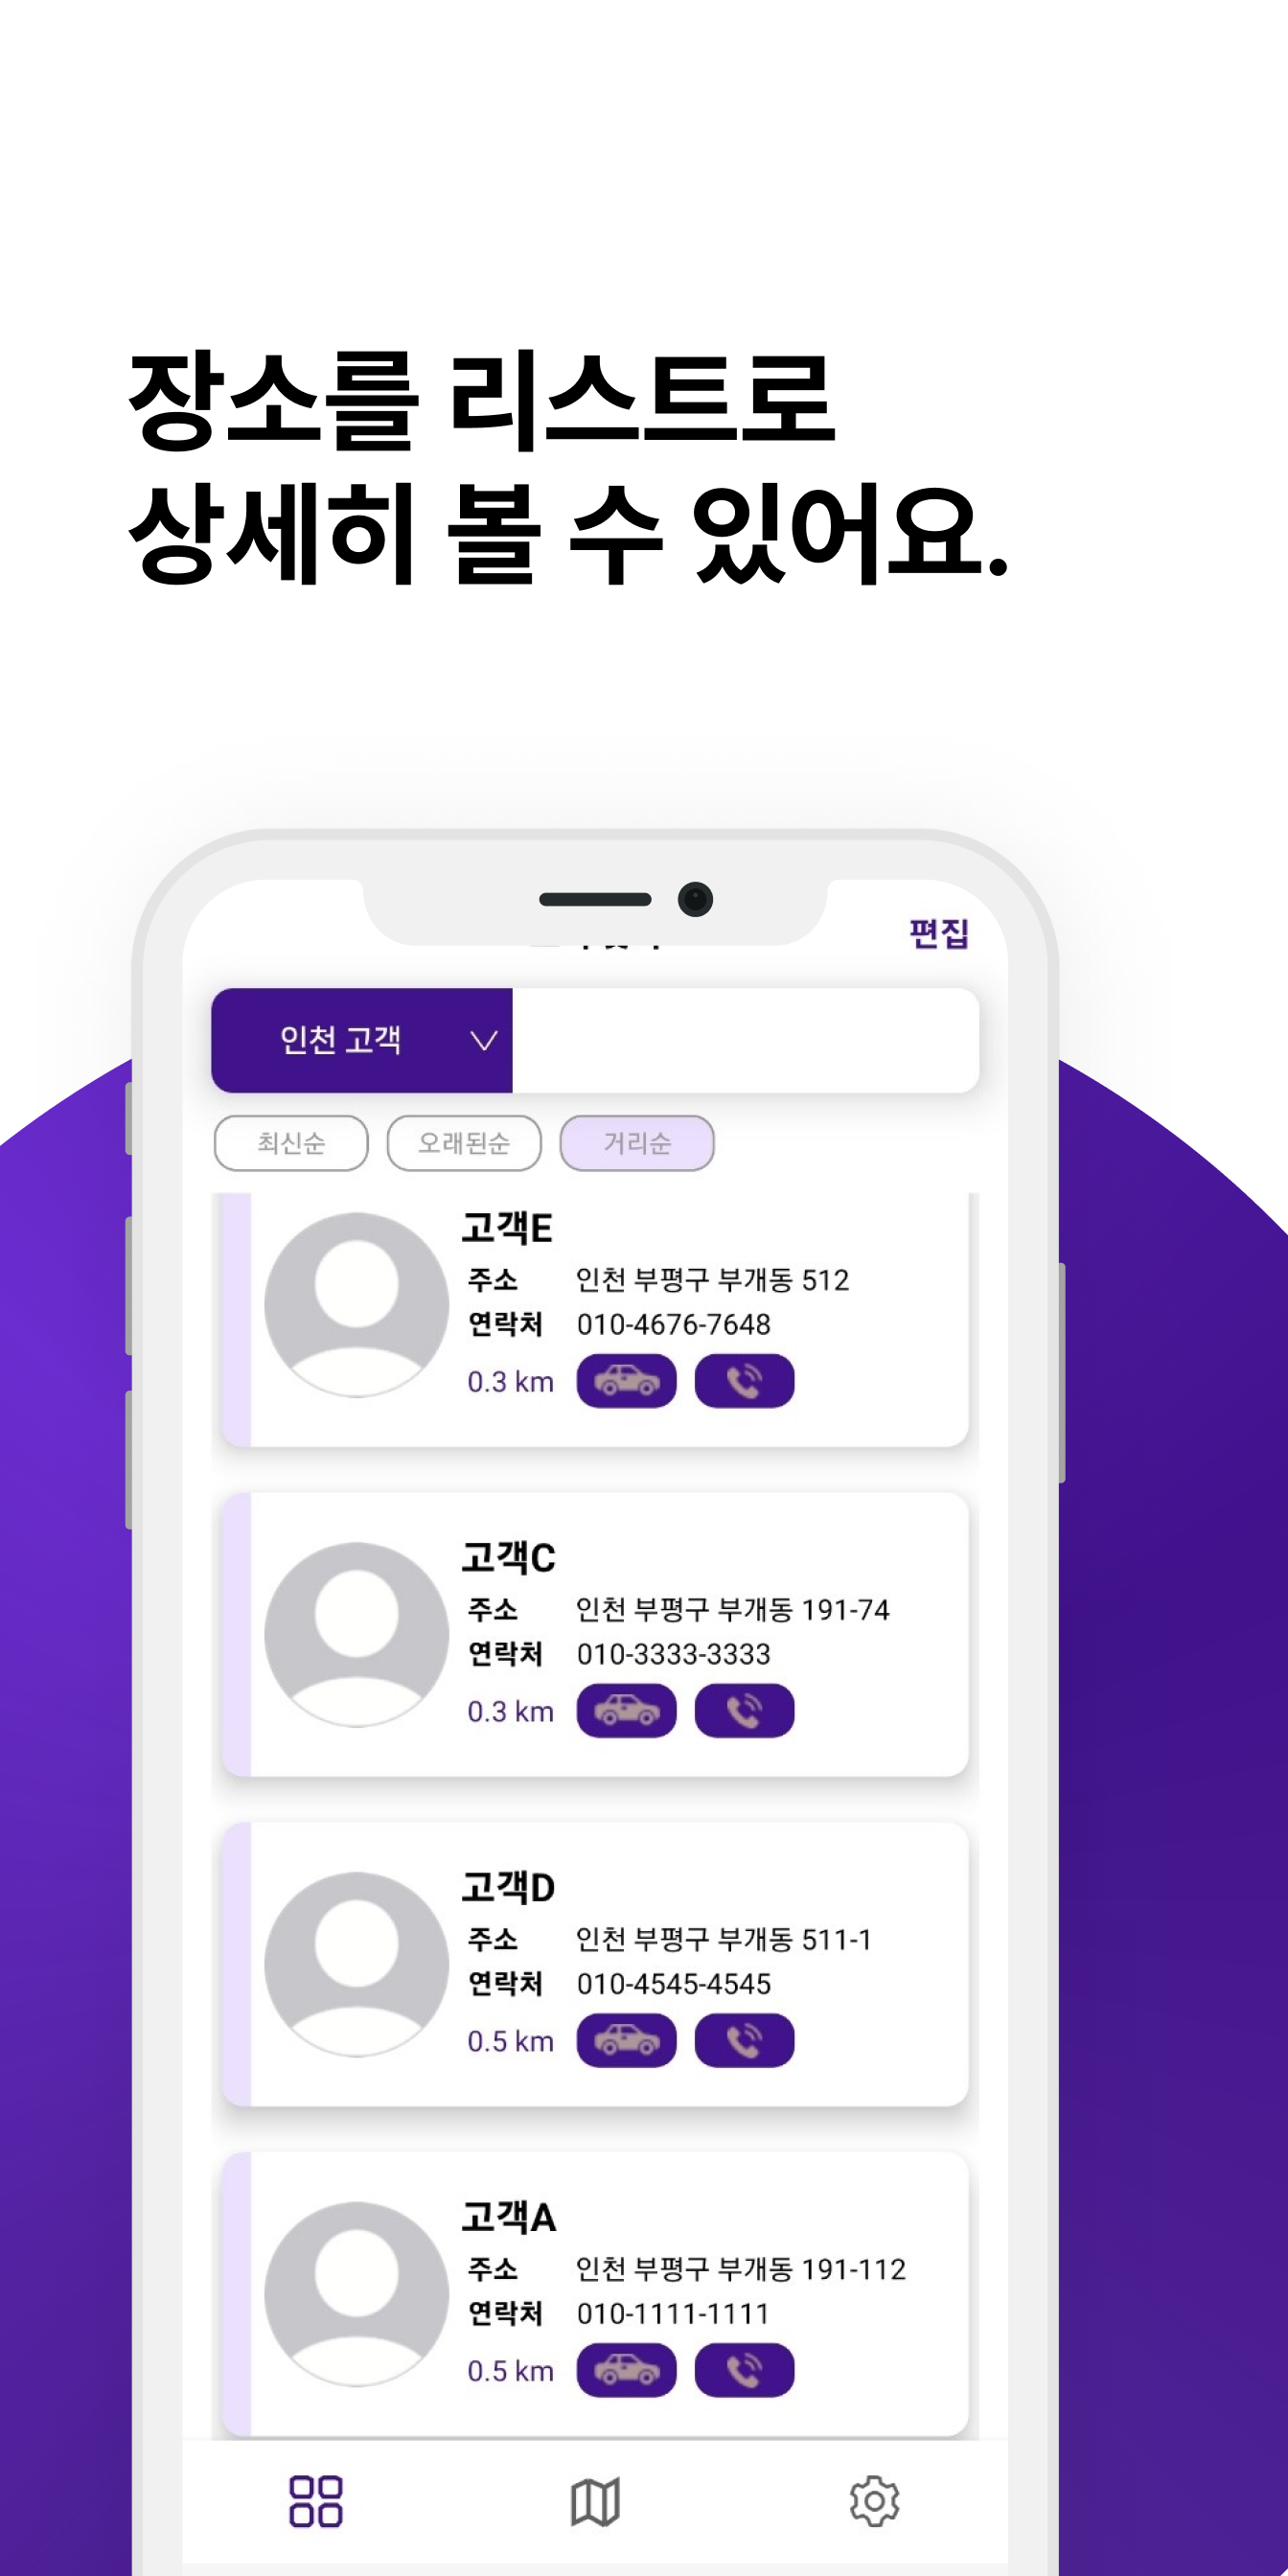 장소를 리스트로
상세히 볼 수 있어요.
편집
인천 고객
최신순 오래된순 거리순
고객E
주소 인천 부평구 부개동 512
연락처 010-4676-7648
0.3 km
고객C
주소 인천 부평구 부개동 191-74
연락처 010-3333-3333
0.3 km
고객D
주소 인천 부평구 부개동 511-1
연락처 010-4545-4545
0.5 km
고객A
주소 인천 부평구 부개동 191-112
연락처 010-1111-1111
0.5 km